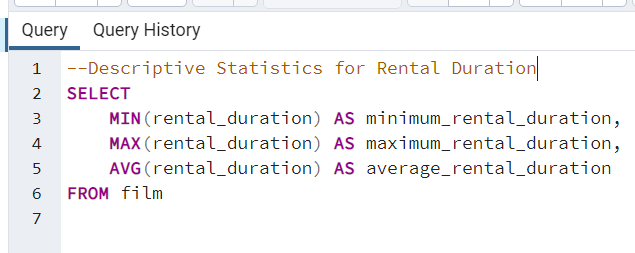 Query Query History
1 --Descriptive Statistics for Rental Duration
2 SELECT
3 MIN(rental_duration) AS minimum_rental_duration,
4 MAX(rental_duration) AS maximum_rental_duration,
5 AVG(rental_duration) AS average_rental_duration
6 FROM film
7